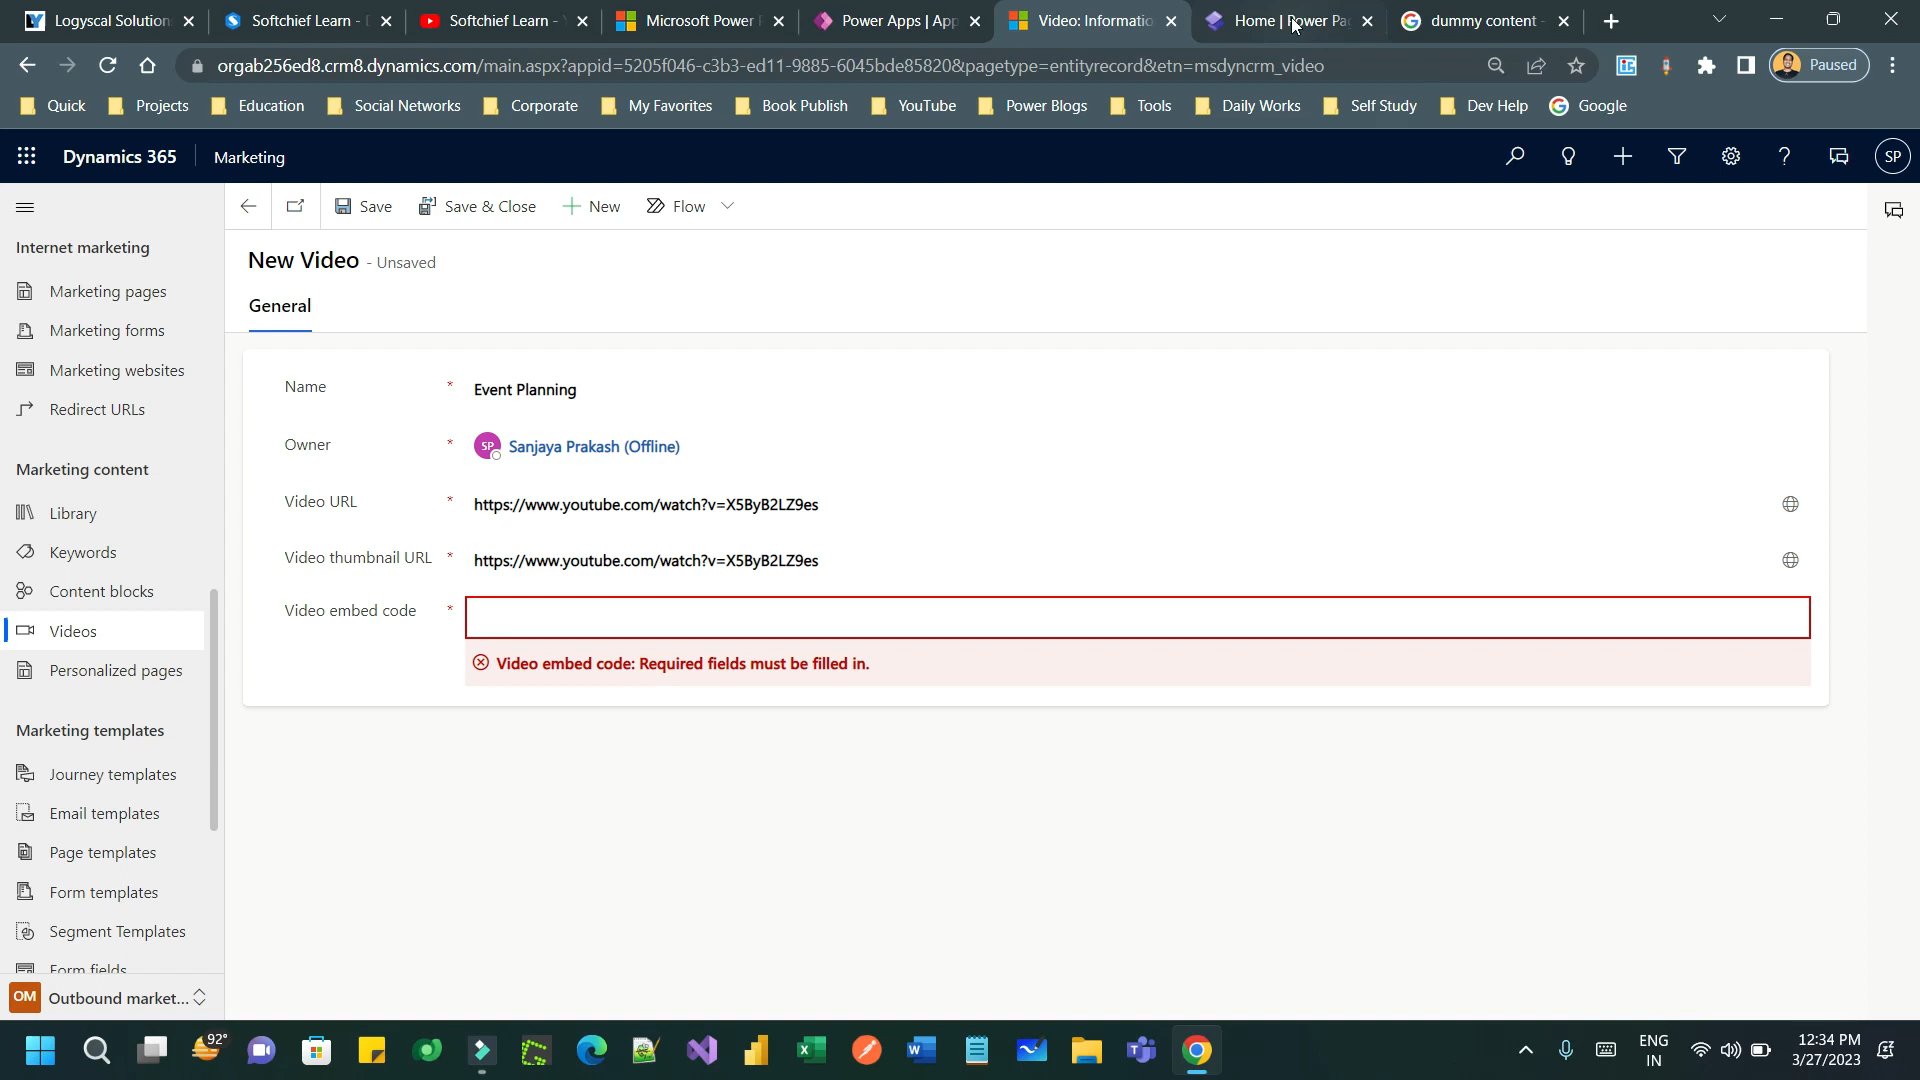 Logyscal Solution
Softchief Learn -
Softchief Learn -
Microsoft Power
Power Apps | App
Video: Informatio
Home | Power Pa
dummy content -
orgab256ed8.crm8.dynamics.com/main.aspx?appid=5205f046-c3b3-ed11-9885-6045bde85820&pagetype=entityrecord&etn=msdyncrm_video
Paused
Quick
Projects
Education
Social Networks
Corporate
My Favorites
Book Publish
YouTube
Power Blogs
Tools
Daily Works
Self Study
Dev Help
Google
Dynamics 365
Marketing
SP
Save
Save & Close
New
Flow
Internet marketing
Marketing pages
Marketing forms
Marketing websites
Redirect URLs
Marketing content
Library
Keywords
Content blocks
Videos
Personalized pages
Marketing templates
Journey templates
Email templates
Page templates
Form templates
Segment Templates
Form fields
OM Outbound market...
New Video - Unsaved
General
Name * Event Planning
Owner * SP Sanjaya Prakash (Offline)
Video URL * https://www.youtube.com/watch?v=X5ByB2LZ9es
Video thumbnail URL * https://www.youtube.com/watch?v=X5ByB2LZ9es
Video embed code *
Video embed code: Required fields must be filled in.
92°
ENG
IN
12:34 PM
3/27/2023